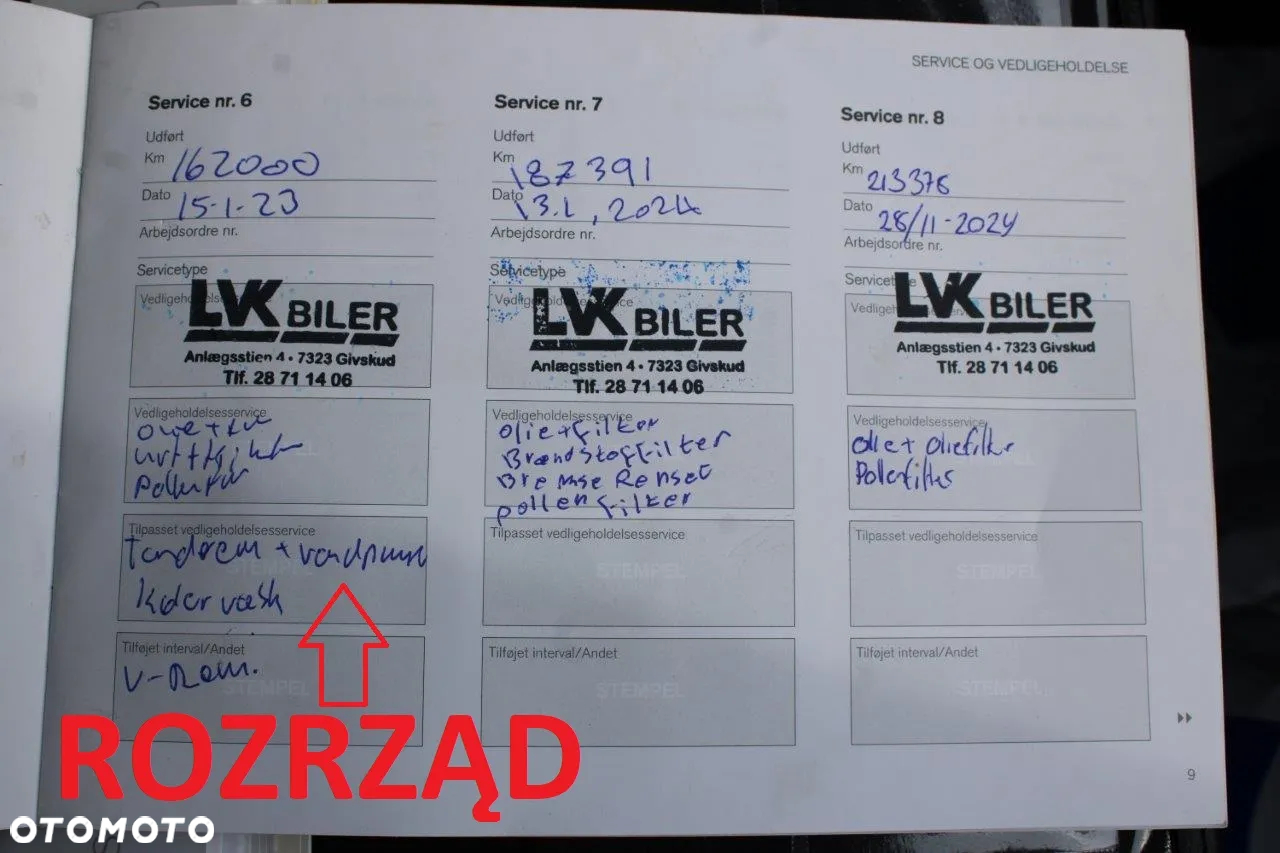 SERVICE OG VEDLIGEHOLDELSE
Service nr. 6
Udført
Km 162000
Dato 15-1-23
Arbejdsordre nr.
Servicetype
LVK BILER
Anlægsstien 4 • 7323 Givskud
Tlf. 28 71 14 06
Vedligeholdelsesservice
Tilpasset vedligeholdelsesservice
Tandrem + vandpump
Køler væsk
STEMPEL
Tilføjet interval/Andet
V-Rem.
STEMPEL
Service nr. 7
Udført
Km 187391
Dato 13.1, 2024
Arbejdsordre nr.
Servicetype
LVK BILER
Anlægsstien 4 • 7323 Givskud
Tlf. 28 71 14 06
Vedligeholdelsesservice
Olie+Filter
Brændstoffilter
Bremse Renset
pollenfilter
Tilpasset vedligeholdelsesservice
STEMPEL
Tilføjet interval/Andet
STEMPEL
Service nr. 8
Udført
Km 213376
Dato 28/11-2024
Arbejdsordre nr.
LVK BILER
Anlægsstien 4 • 7323 Givskud
Tlf. 28 71 14 06
Vedligeholdelsesservice
olie + oliefilter
Pollenfilter
Tilpasset vedligeholdelsesservice
STEMPEL
Tilføjet interval/Andet
STEMPEL
9
ROZRZĄD
OTOMOTO